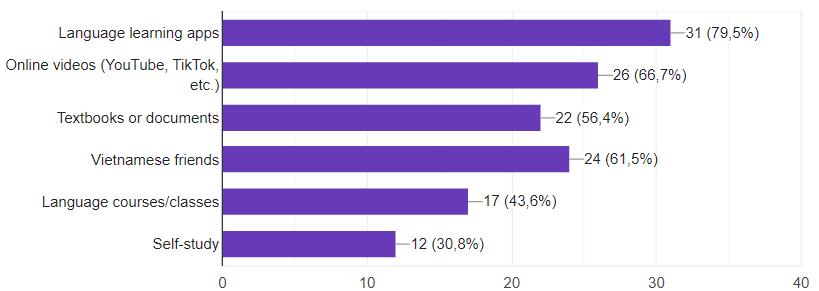 Language learning apps
31 (79,5%)
Online videos (YouTube, TikTok,
etc.)
26 (66,7%)
Textbooks or documents
22 (56,4%)
Vietnamese friends
24 (61,5%)
Language courses/classes
17 (43,6%)
Self-study
12 (30,8%)
0 10 20 30 40